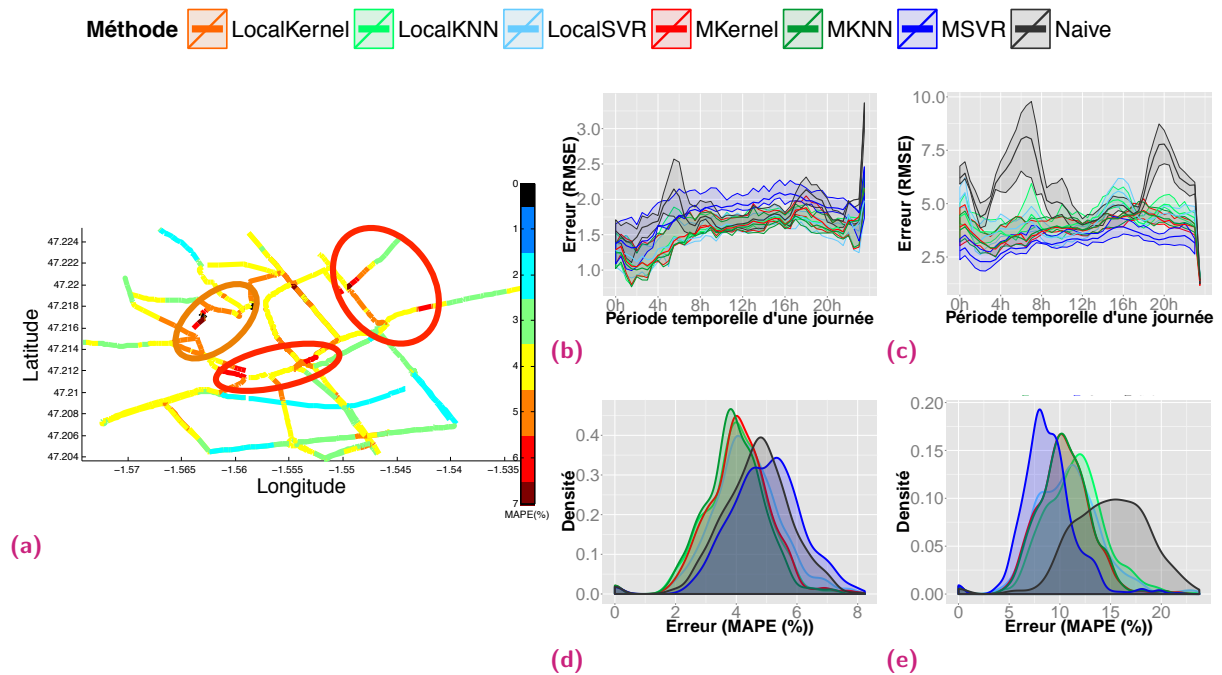 Méthode LocalKernel LocalKNN LocalSVR MKernel MKNN MSVR Naive
47.224
47.222
47.22
47.218
47.216
47.214
47.212
47.21
47.208
47.206
47.204
Latitude
−1.57 −1.565 −1.56 −1.555 −1.55 −1.545 −1.54 −1.535
Longitude
0
1
2
3
4
5
6
7
MAPE(%)
(a)
3.0
2.5
2.0
1.5
1.0
Erreur (RMSE)
0h 4h 8h 12h 16h 20h
Période temporelle d'une journée
(b)
10.0
7.5
5.0
2.5
Erreur (RMSE)
0h 4h 8h 12h 16h 20h
Période temporelle d'une journée
(c)
0.4
0.3
0.2
0.1
0.0
Densité
0 2 4 6 8
Erreur (MAPE (%))
(d)
0.20
0.15
0.10
0.05
0.00
Densité
0 5 10 15 20
Erreur (MAPE (%))
(e)